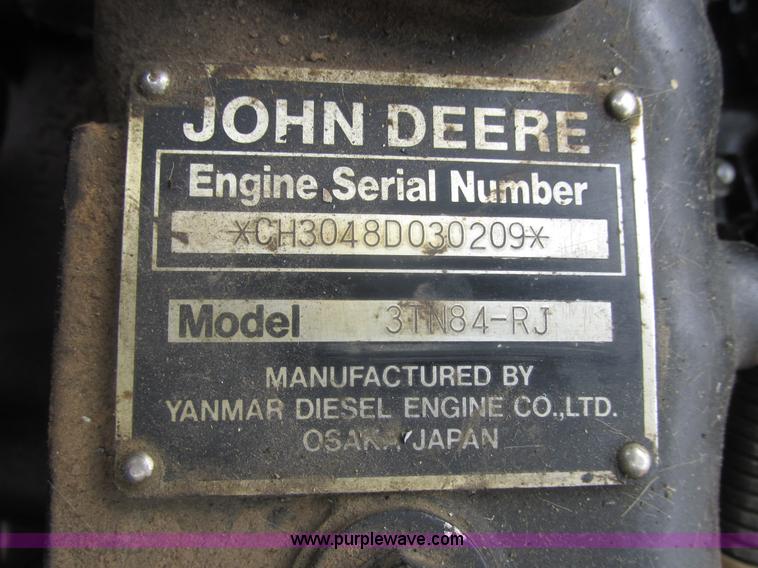 JOHN DEERE
Engine Serial Number
*CH3048D030209*
Model 3TN84-RJ
MANUFACTURED BY
YANMAR DIESEL ENGINE CO.,LTD.
OSAKA, JAPAN
www.purplewave.com